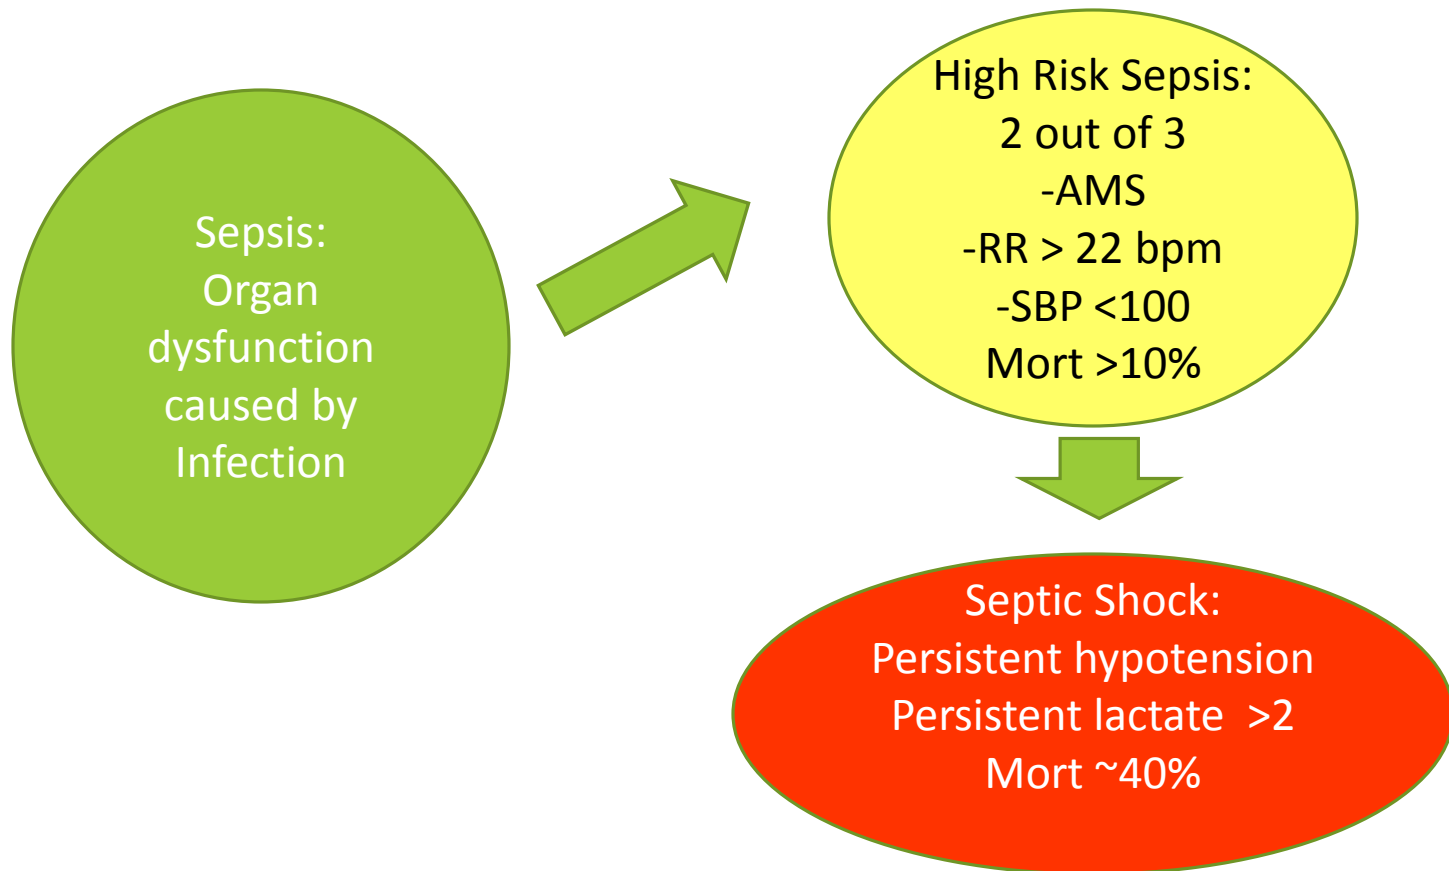 Sepsis:
Organ
dysfunction
caused by
Infection
High Risk Sepsis:
2 out of 3
-AMS
-RR > 22 bpm
-SBP <100
Mort >10%
Septic Shock:
Persistent hypotension
Persistent lactate >2
Mort ~40%